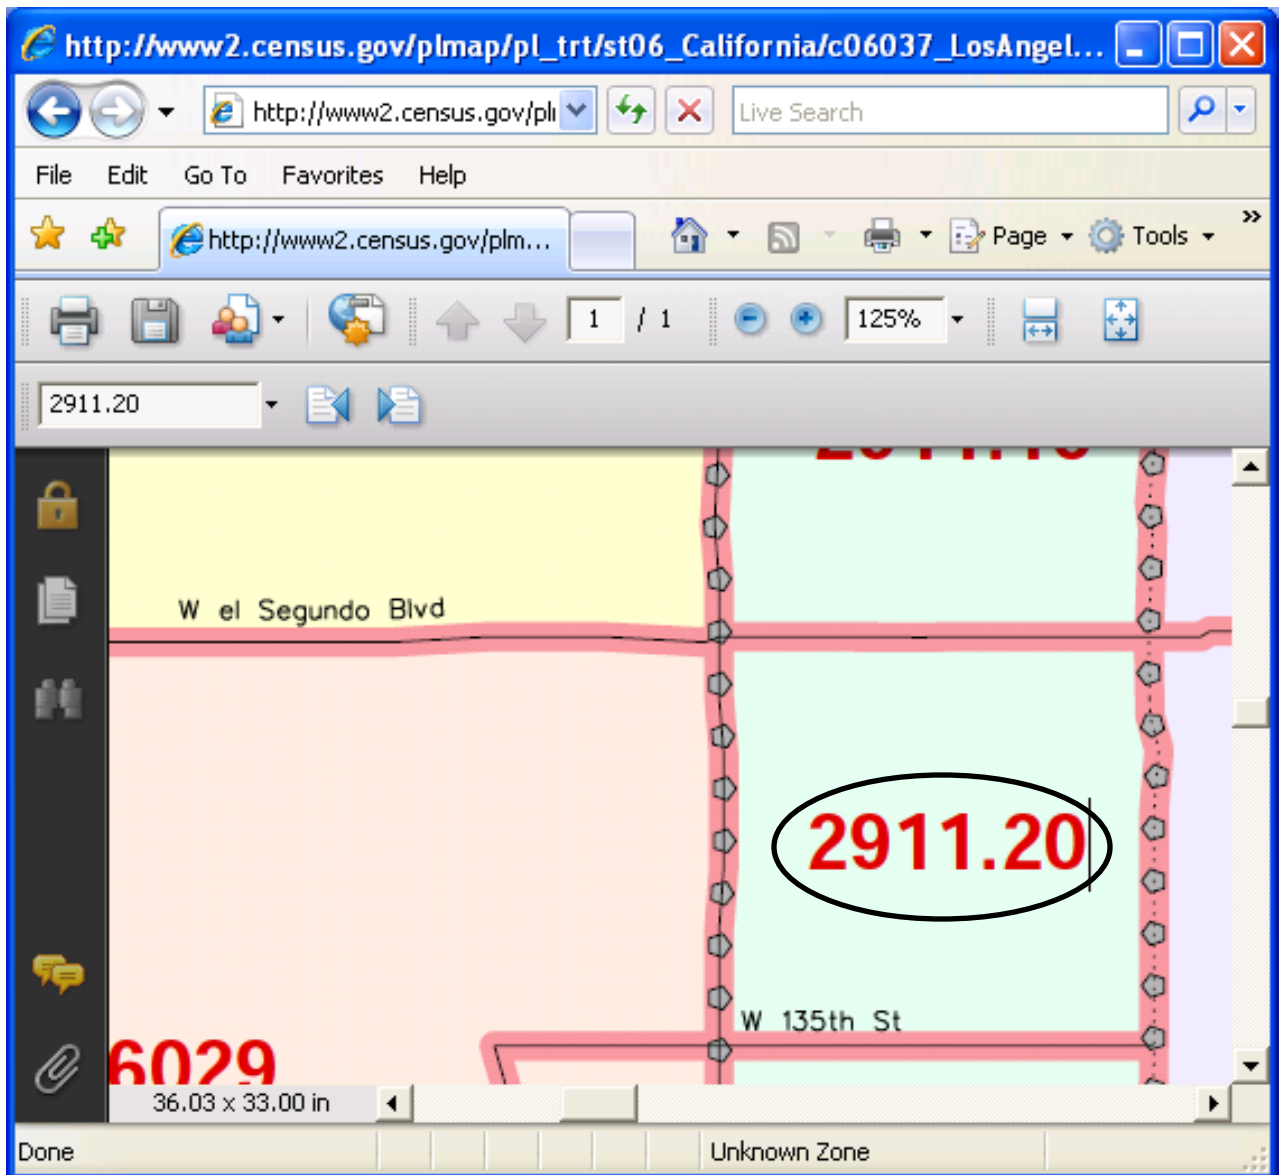 http://www2.census.gov/plmap/pl_trt/st06_California/c06037_LosAngel...
http://www2.census.gov/pl
Live Search
File Edit Go To Favorites Help
http://www2.census.gov/plm...
Page Tools »
1 / 1 125%
2911.20
W el Segundo Blvd
2911.20
W 135th St
6029
36.03 x 33.00 in
Done Unknown Zone